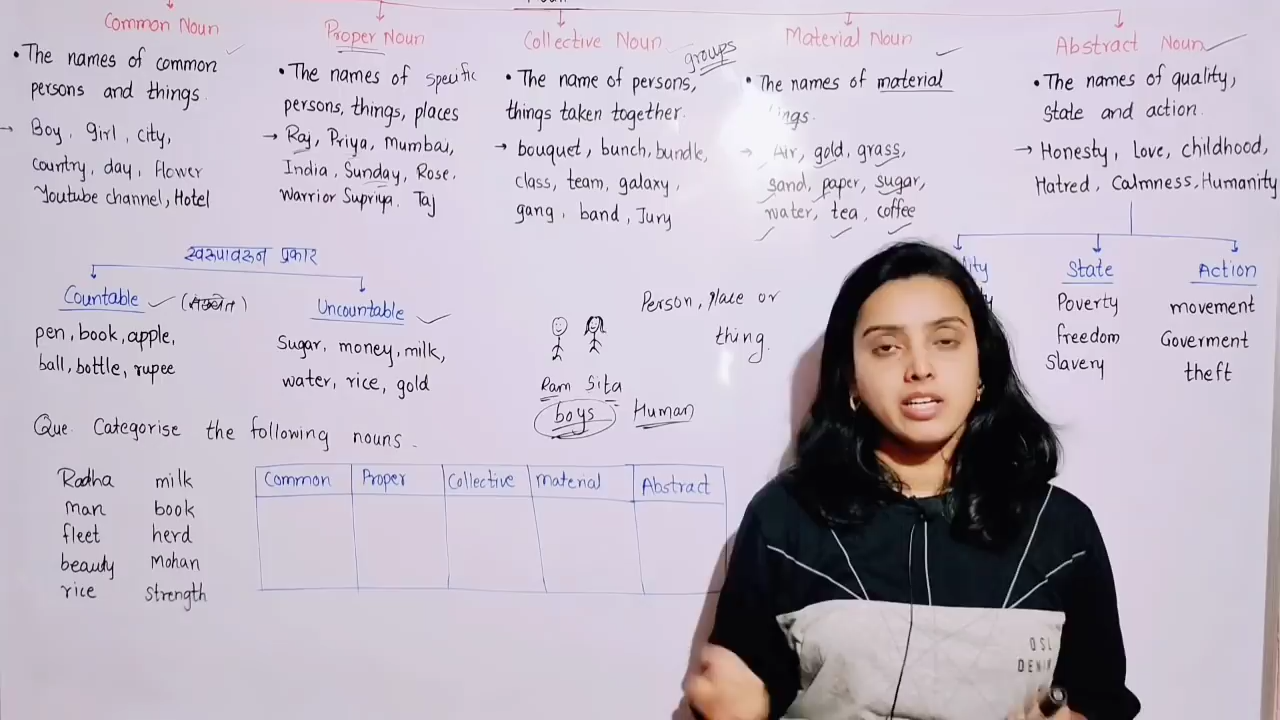 Common Noun
• The names of common
persons and things.
→ Boy, girl, city,
country, day, flower
Youtube channel, Hotel
Proper Noun
• The names of specific
persons, things, places
→ Raj, Priya, Mumbai,
India, Sunday, Rose.
Warrior Supriya. Taj
Collective Noun
groups
• The name of persons,
things taken together.
→ bouquet, bunch, bundle,
class, team, galaxy,
gang, band, Jury
Material Noun
• The names of material
→ Air, gold, grass,
sand, paper, sugar,
water, tea, coffee
Abstract Noun
• The names of quality,
State and action.
→ Honesty, Love, childhood,
Hatred, Calmness, Humanity
State
Poverty
freedom
Slavery
Action
movement
Goverment
theft
स्वरूपावरून प्रकार
Countable
pen, book, apple,
ball, bottle, rupee
Uncountable
Sugar, money, milk,
water, rice, gold
Person, place or
thing.
Ram Sita
boys Human
Que. Categorise the following nouns.
Radha milk
man book
fleet herd
beauty Mohan
rice strength
Common Proper Collective material Abstract